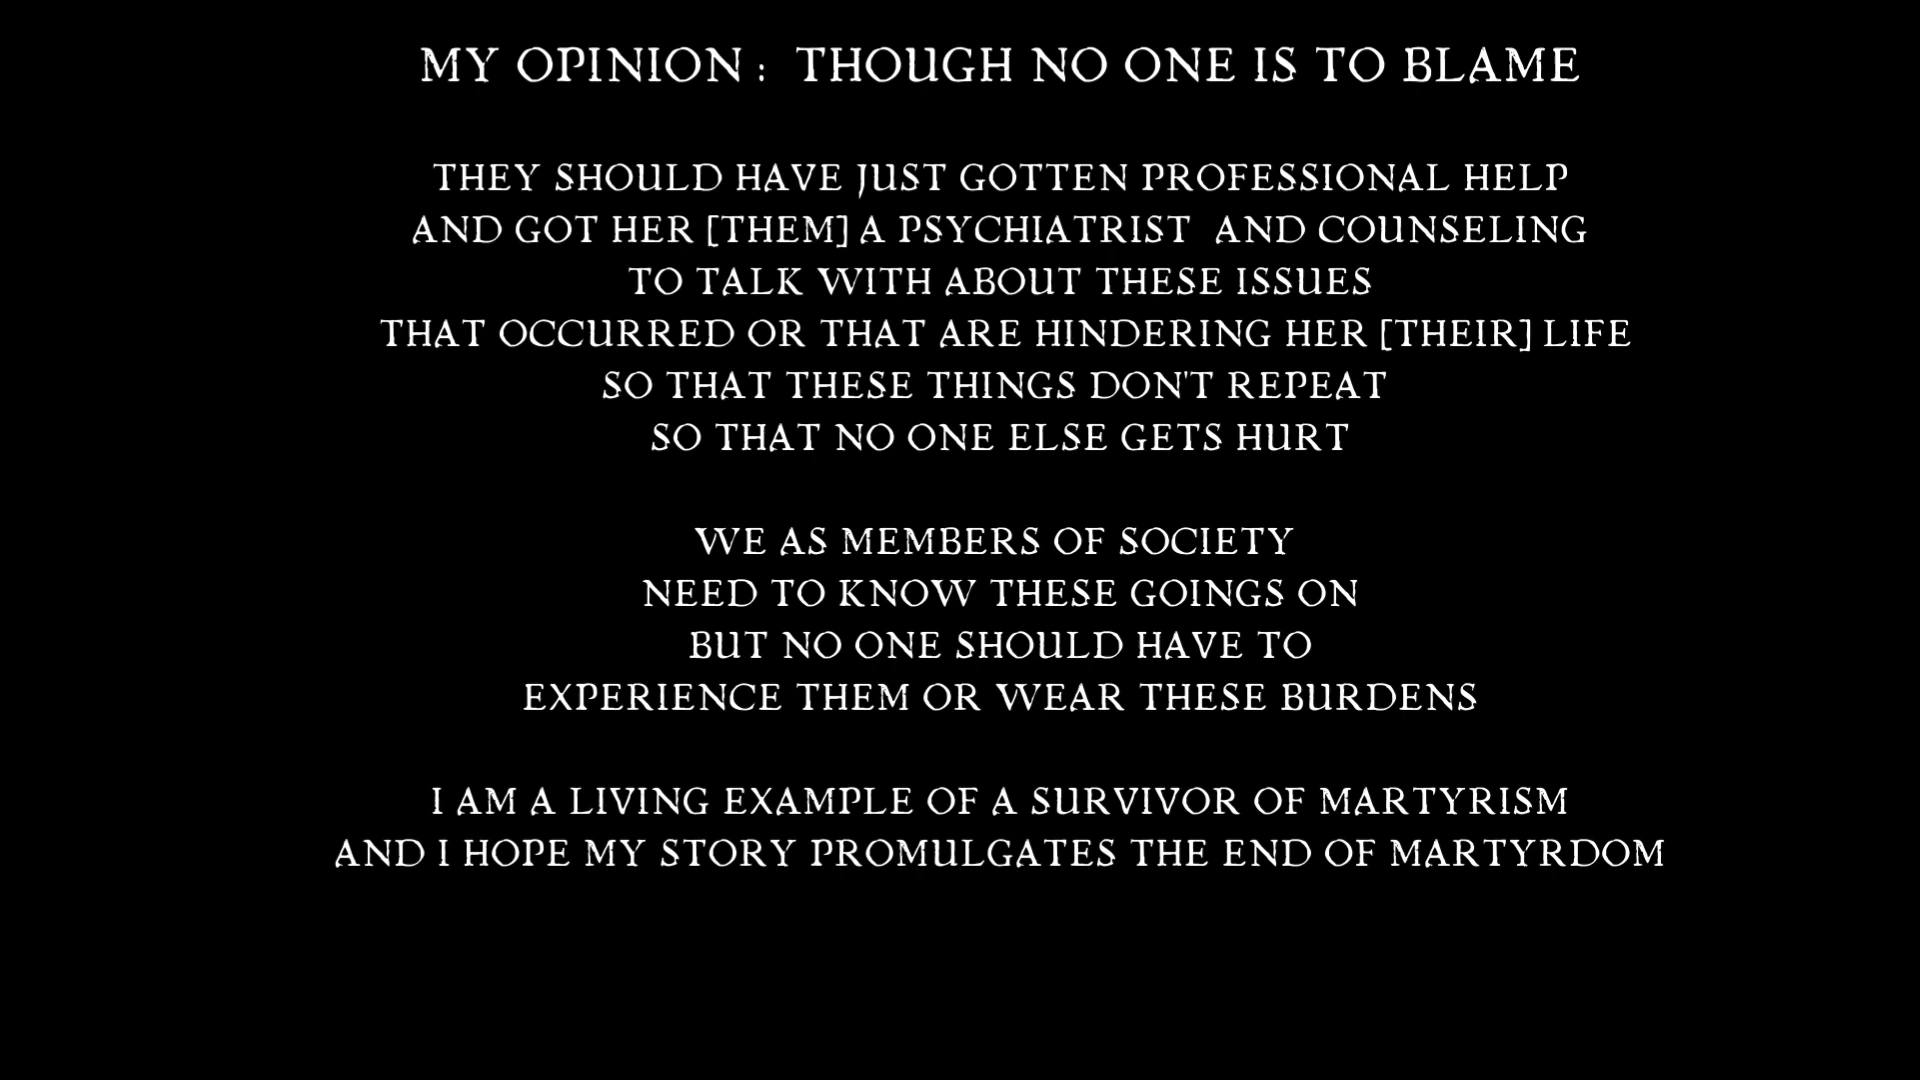 MY OPINION : THOUGH NO ONE IS TO BLAME
THEY SHOULD HAVE JUST GOTTEN PROFESSIONAL HELP
AND GOT HER [THEM] A PSYCHIATRIST AND COUNSELING
TO TALK WITH ABOUT THESE ISSUES
THAT OCCURRED OR THAT ARE HINDERING HER [THEIR] LIFE
SO THAT THESE THINGS DON'T REPEAT
SO THAT NO ONE ELSE GETS HURT
WE AS MEMBERS OF SOCIETY
NEED TO KNOW THESE GOINGS ON
BUT NO ONE SHOULD HAVE TO
EXPERIENCE THEM OR WEAR THESE BURDENS
I AM A LIVING EXAMPLE OF A SURVIVOR OF MARTYRISM
AND I HOPE MY STORY PROMULGATES THE END OF MARTYRDOM